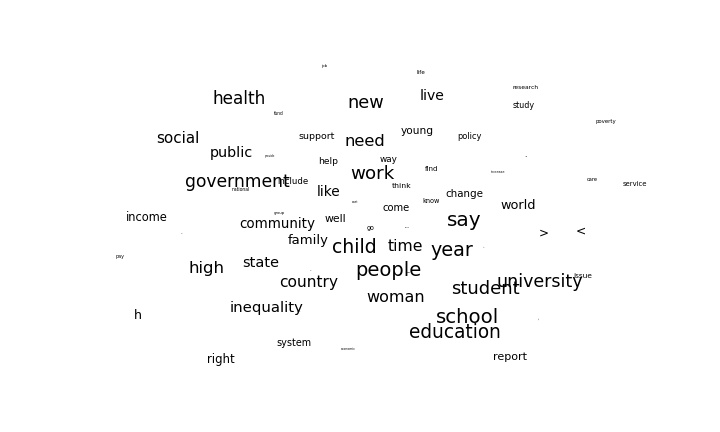 job
life
research
health
new
live
study
fund
poverty
social
support
need
young
policy
public
help
way
government
include
work
find
increase
care
service
national
like
think
change
income
group
community
well
come
know
say
world
go
family
child
time
year
>
<
pay
high
state
country
people
student
university
issue
h
inequality
woman
school
education
system
economic
right
report